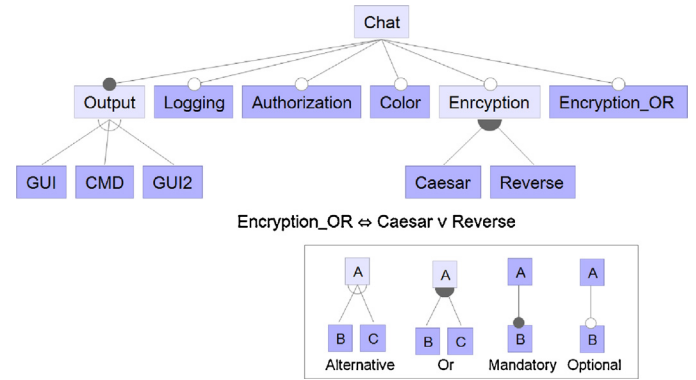 Chat
Output Logging Authorization Color Enrcyption Encryption_OR
GUI CMD GUI2 Caesar Reverse
Encryption_OR ⇔ Caesar v Reverse
A A A A
B C B C B B
Alternative Or Mandatory Optional